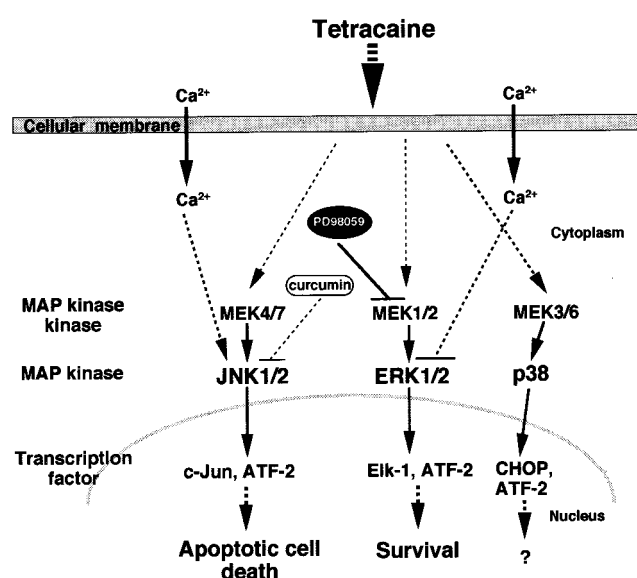 Tetracaine
Ca²⁺
Ca²⁺
Cellular membrane
Ca²⁺
Ca²⁺
PD98059
Cytoplasm
curcumin
MAP kinase
kinase
MEK4/7
MEK1/2
MEK3/6
MAP kinase
JNK1/2
ERK1/2
p38
Transcription
factor
c-Jun, ATF-2
Elk-1, ATF-2
CHOP,
ATF-2
Nucleus
Apoptotic cell
death
Survival
?